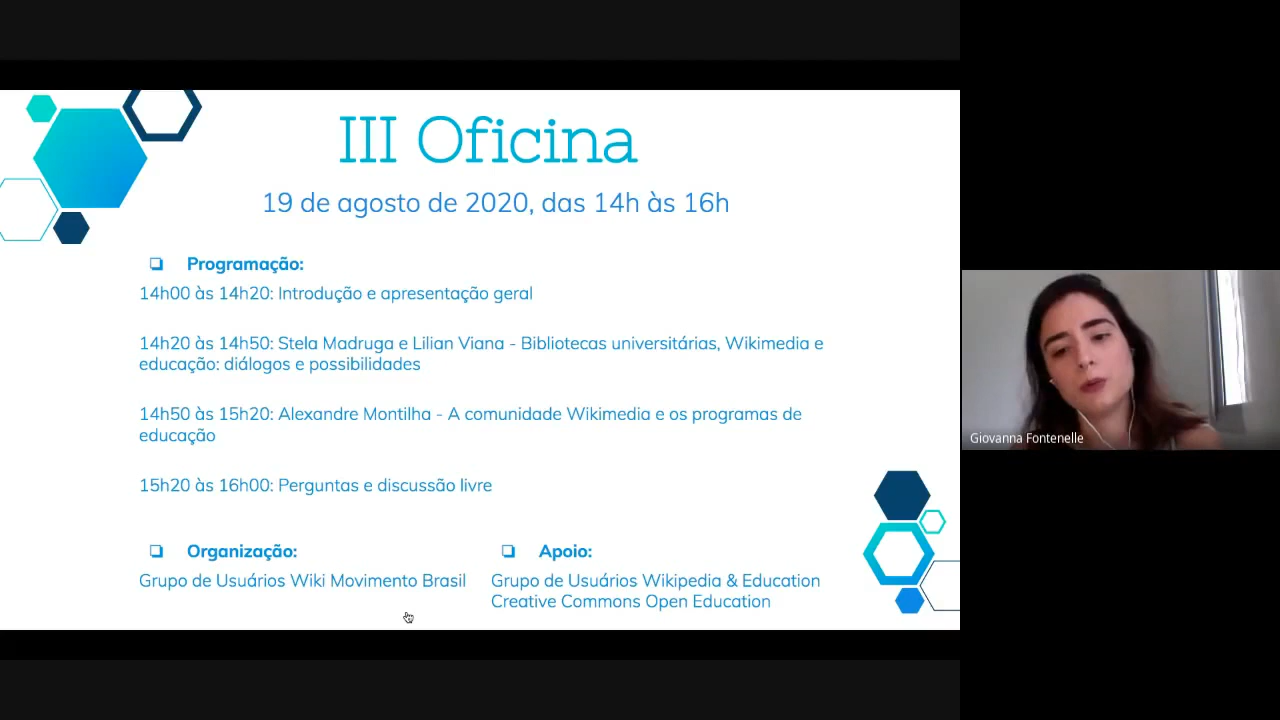 III Oficina
19 de agosto de 2020, das 14h às 16h
❏ Programação:
14h00 às 14h20: Introdução e apresentação geral
14h20 às 14h50: Stela Madruga e Lilian Viana - Bibliotecas universitárias, Wikimedia e
educação: diálogos e possibilidades
14h50 às 15h20: Alexandre Montilha - A comunidade Wikimedia e os programas de
educação
15h20 às 16h00: Perguntas e discussão livre
❏ Organização:
Grupo de Usuários Wiki Movimento Brasil
❏ Apoio:
Grupo de Usuários Wikipedia & Education
Creative Commons Open Education
Giovanna Fontenelle